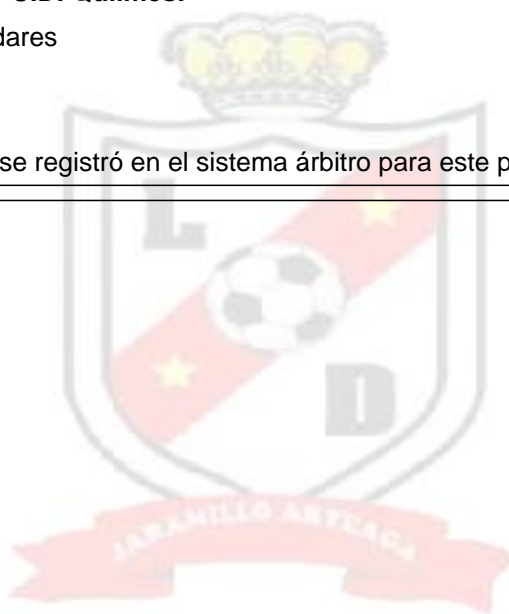 C.D. Quilmes.
dares
se registró en el sistema árbitro para este p
L
D
JARAMILLO ARTEAGA